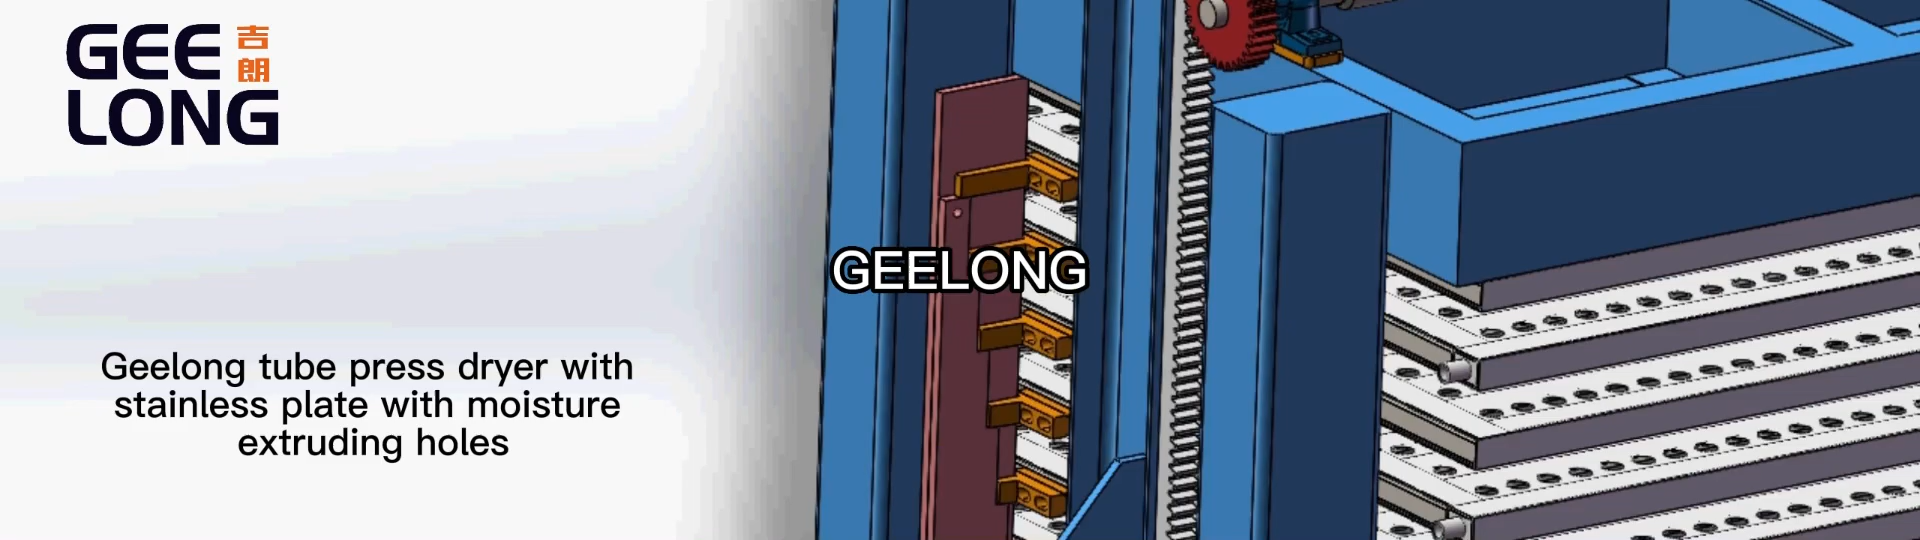 GEE 吉
LONG 朗
GEELONG
Geelong tube press dryer with
stainless plate with moisture
extruding holes